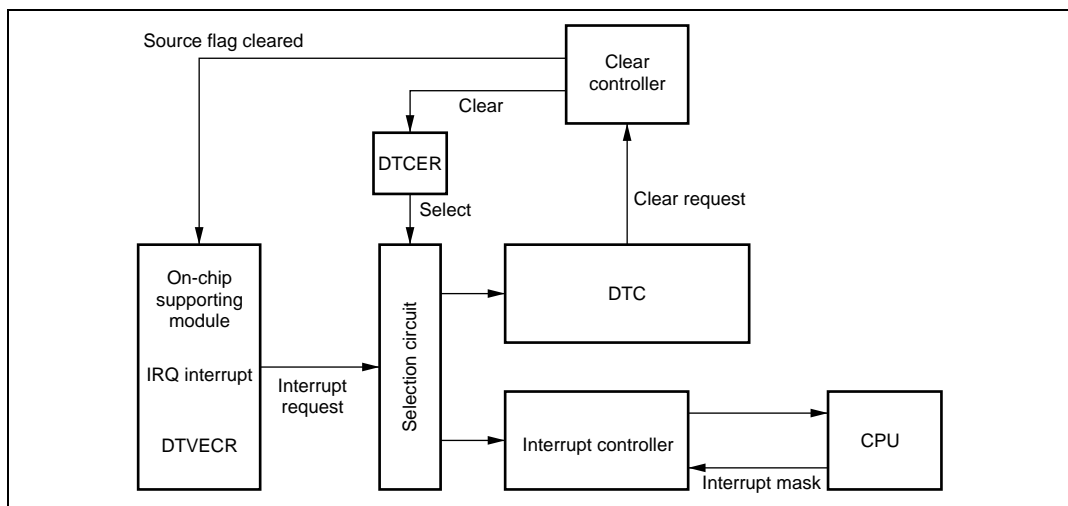 Source flag cleared
Clear
controller
Clear
DTCER
Select
Clear request
On-chip
supporting
module
IRQ interrupt
DTVECR
Interrupt
request
Selection circuit
DTC
Interrupt controller
CPU
Interrupt mask